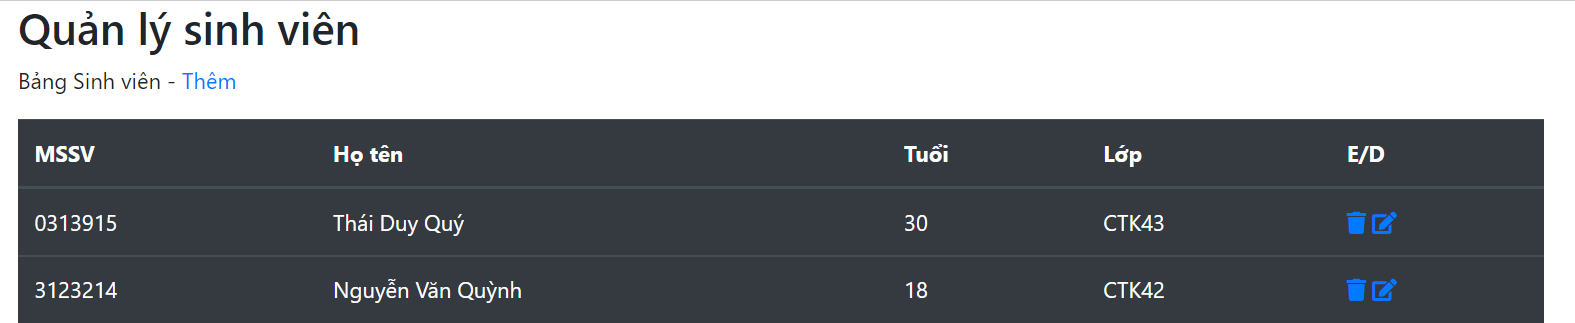 Quản lý sinh viên
Bảng Sinh viên - Thêm
MSSV Họ tên Tuổi Lớp E/D
0313915 Thái Duy Quý 30 CTK43
3123214 Nguyễn Văn Quỳnh 18 CTK42